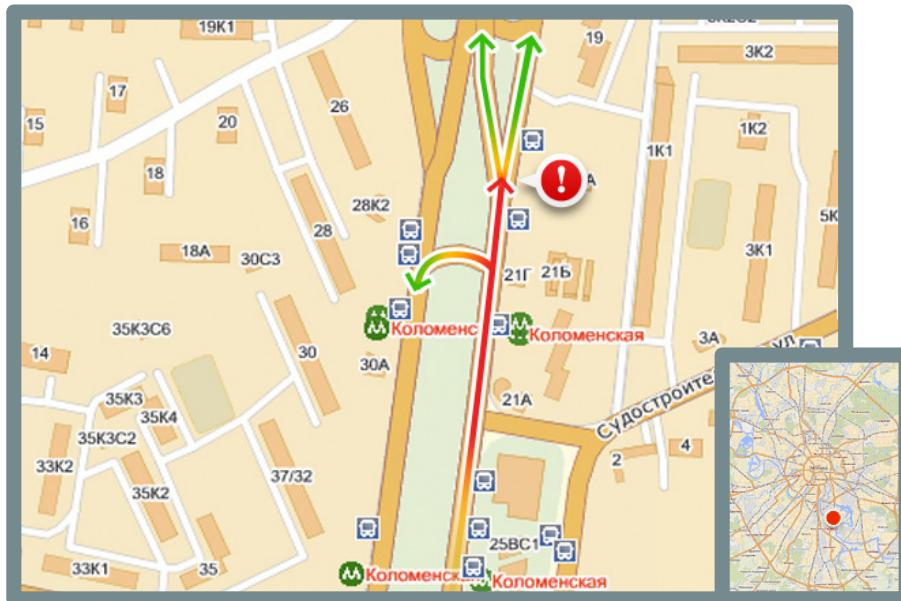 19К1
19
3К2
17
26
15
20
1К2
1К1
18
28К2
16
28
5К
18А
30С3
21Г
21Б
3К1
Коломенс
Коломенская
35К3С6
30
3А
14
30А
21А
35К3
35К4
Судостроите
ул
35К3С2
33К2
37/32
2
4
35К2
25ВС1
33К1
35
Коломенская
Коломенская